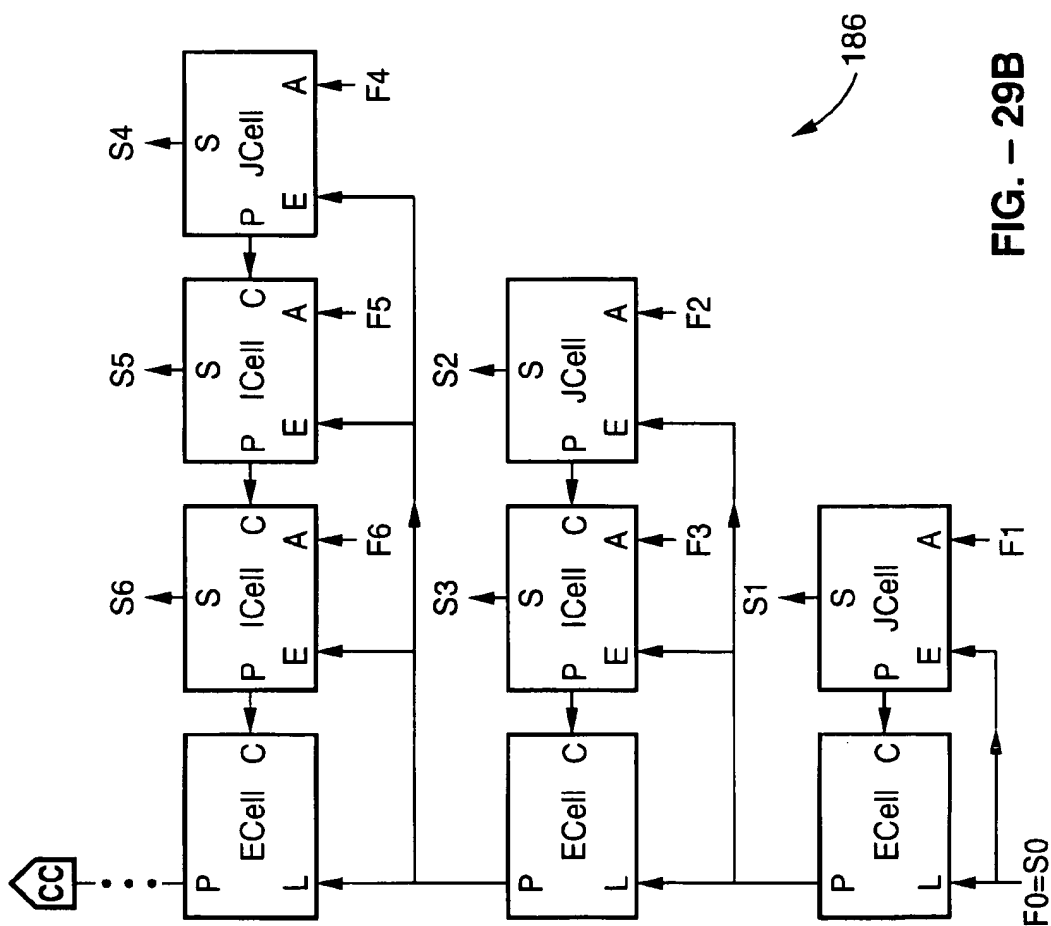 CC
S6 S5 S4
P S S S
ECell C P ICell C P ICell C P JCell
L E A E A E A
F6 F5 F4
S3 S2
P S S
ECell C P ICell C P JCell
L E A E A
F3 F2
S1
P S
ECell C P JCell
L E A
F0=S0 F1
186
FIG. – 29B